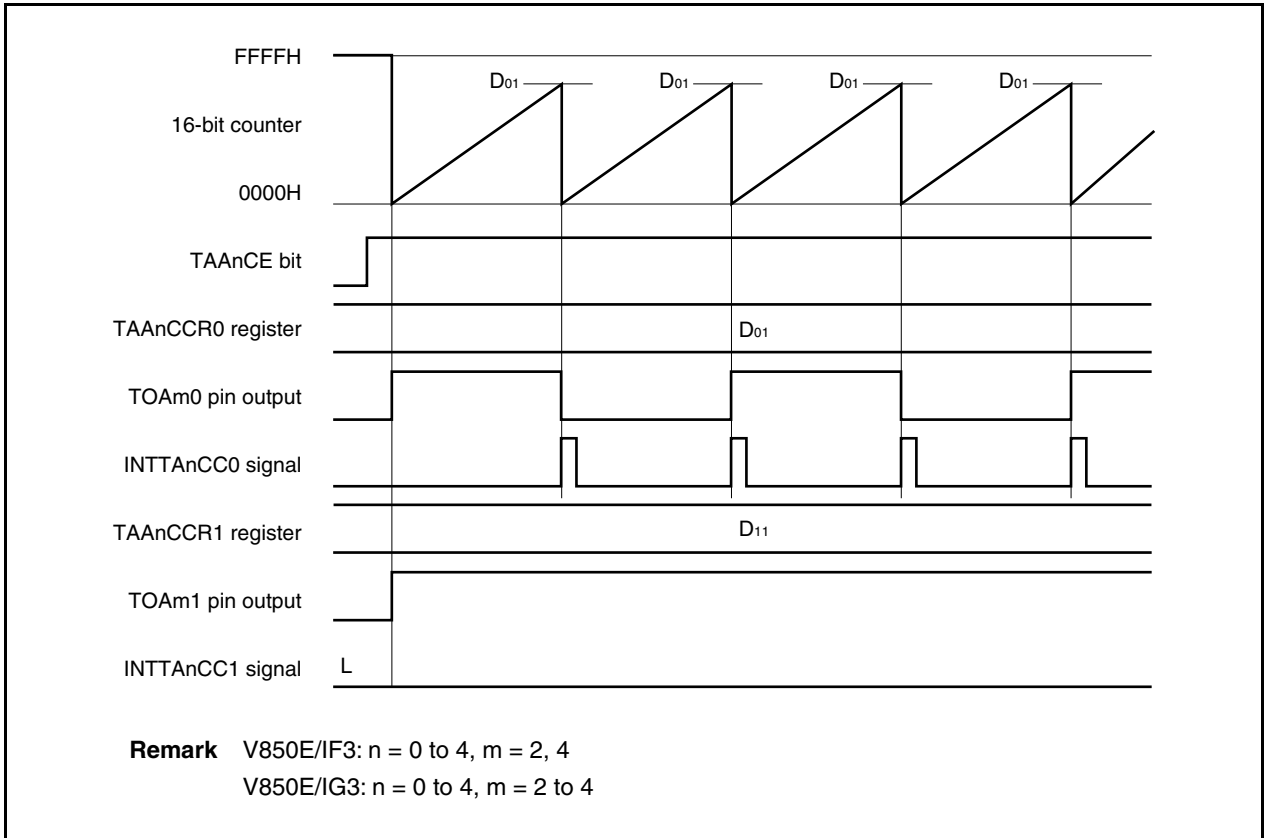 FFFFH
D01 D01 D01 D01
16-bit counter
0000H
TAAnCE bit
TAAnCCR0 register D01
TOAm0 pin output
INTTAnCC0 signal
TAAnCCR1 register D11
TOAm1 pin output
INTTAnCC1 signal L
Remark V850E/IF3: n = 0 to 4, m = 2, 4
V850E/IG3: n = 0 to 4, m = 2 to 4